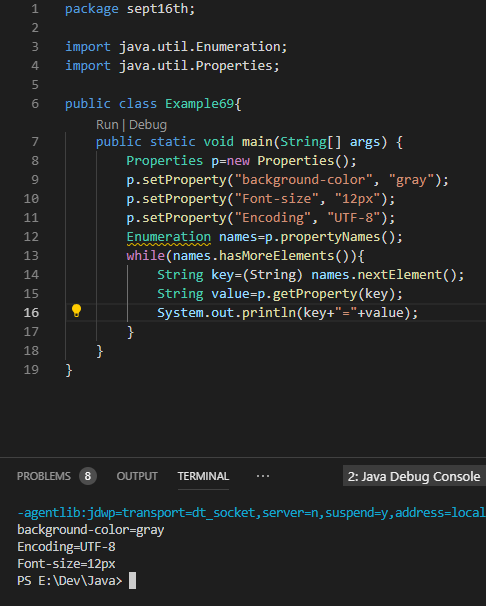 1 package sept16th;
2
3 import java.util.Enumeration;
4 import java.util.Properties;
5
6 public class Example69{
Run | Debug
7 public static void main(String[] args) {
8 Properties p=new Properties();
9 p.setProperty("background-color", "gray");
10 p.setProperty("Font-size", "12px");
11 p.setProperty("Encoding", "UTF-8");
12 Enumeration names=p.propertyNames();
13 while(names.hasMoreElements()){
14 String key=(String) names.nextElement();
15 String value=p.getProperty(key);
16 System.out.println(key+"="+value);
17 }
18 }
19 }
PROBLEMS 8 OUTPUT TERMINAL ··· 2: Java Debug Console
-agentlib:jdwp=transport=dt_socket,server=n,suspend=y,address=local
background-color=gray
Encoding=UTF-8
Font-size=12px
PS E:\Dev\Java>